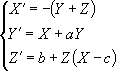 X′ = −(Y + Z)
Y′ = X + aY
Z′ = b + Z(X − c)